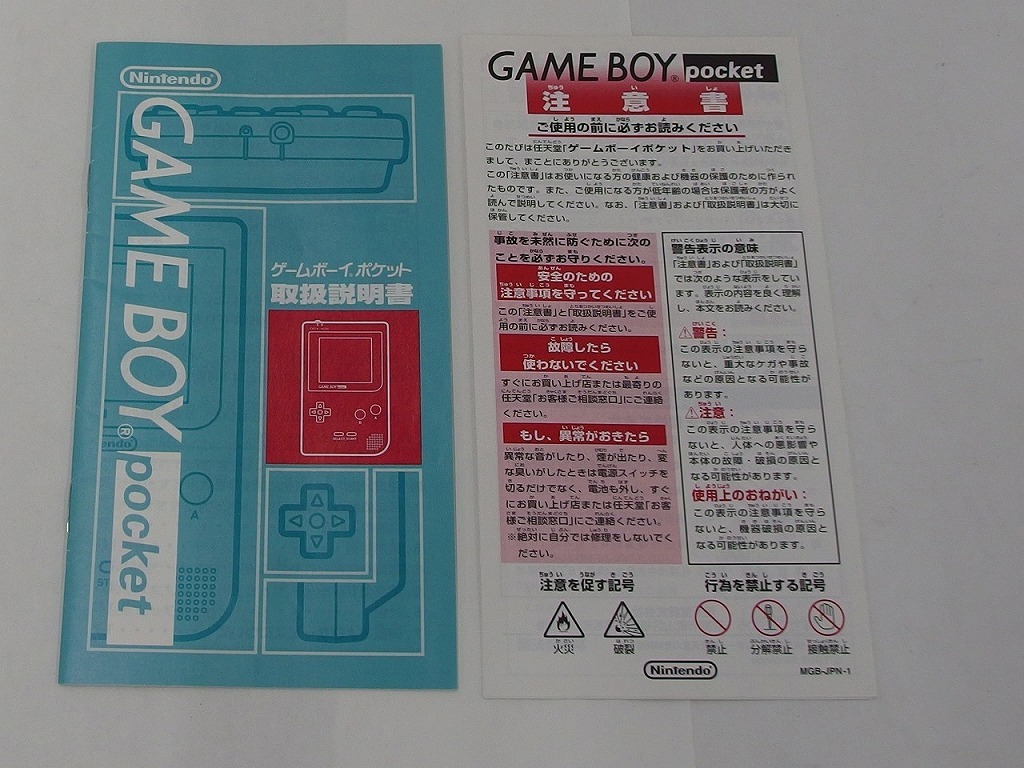 Nintendo®
GAME BOY® pocket
ゲームボーイポケット
取扱説明書
GAME BOY
SELECT START
B A
A
GAME BOY® pocket
注意書
ご使用の前に必ずお読みください
このたびは任天堂「ゲームボーイポケット」をお買い上げいただき
まして、まことにありがとうございます。
この「注意書」はお使いになる方の健康および機器の保護のために作られ
たものです。また、ご使用になる方が低年齢の場合は保護者の方がよく
読んで説明してください。なお、「注意書」および「取扱説明書」は大切に
保管してください。
事故を未然に防ぐために次の
ことを必ずお守りください。
安全のための
注意事項を守ってください
この「注意書」と「取扱説明書」をご使
用の前に必ずお読みください。
故障したら
使わないでください
すぐにお買い上げ店または最寄りの
任天堂「お客様ご相談窓口」にご連絡
ください。
もし、異常がおきたら
異常な音がしたり、煙が出たり、変
な臭いがしたときは電源スイッチを
切るだけでなく、電池も外し、すぐ
にお買い上げ店または任天堂「お客
様ご相談窓口」にご連絡ください。
※絶対に自分では修理をしないでく
ださい。
警告表示の意味
「注意書」および「取扱説明書」
では次のような表示をしてい
ます。表示の内容を良く理解
し、本文をお読みください。
⚠警告：
この表示の注意事項を守ら
ないと、重大なケガや事故
などの原因となる可能性が
あります。
⚠注意：
この表示の注意事項を守ら
ないと、人体への悪影響や
本体の故障・破損の原因と
なる可能性があります。
使用上のおねがい：
この表示の注意事項を守ら
ないと、機器破損の原因と
なる可能性があります。
注意を促す記号
火災 破裂
行為を禁止する記号
禁止 分解禁止 接触禁止
Nintendo®
MGB-JPN-1